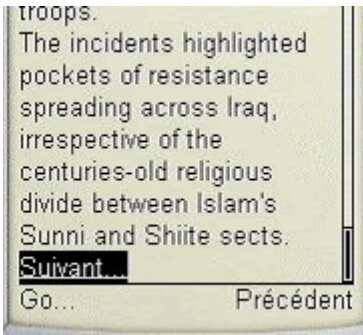 troops.
The incidents highlighted
pockets of resistance
spreading across Iraq,
irrespective of the
centuries-old religious
divide between Islam's
Sunni and Shiite sects.
Suivant...
Go... Précédent